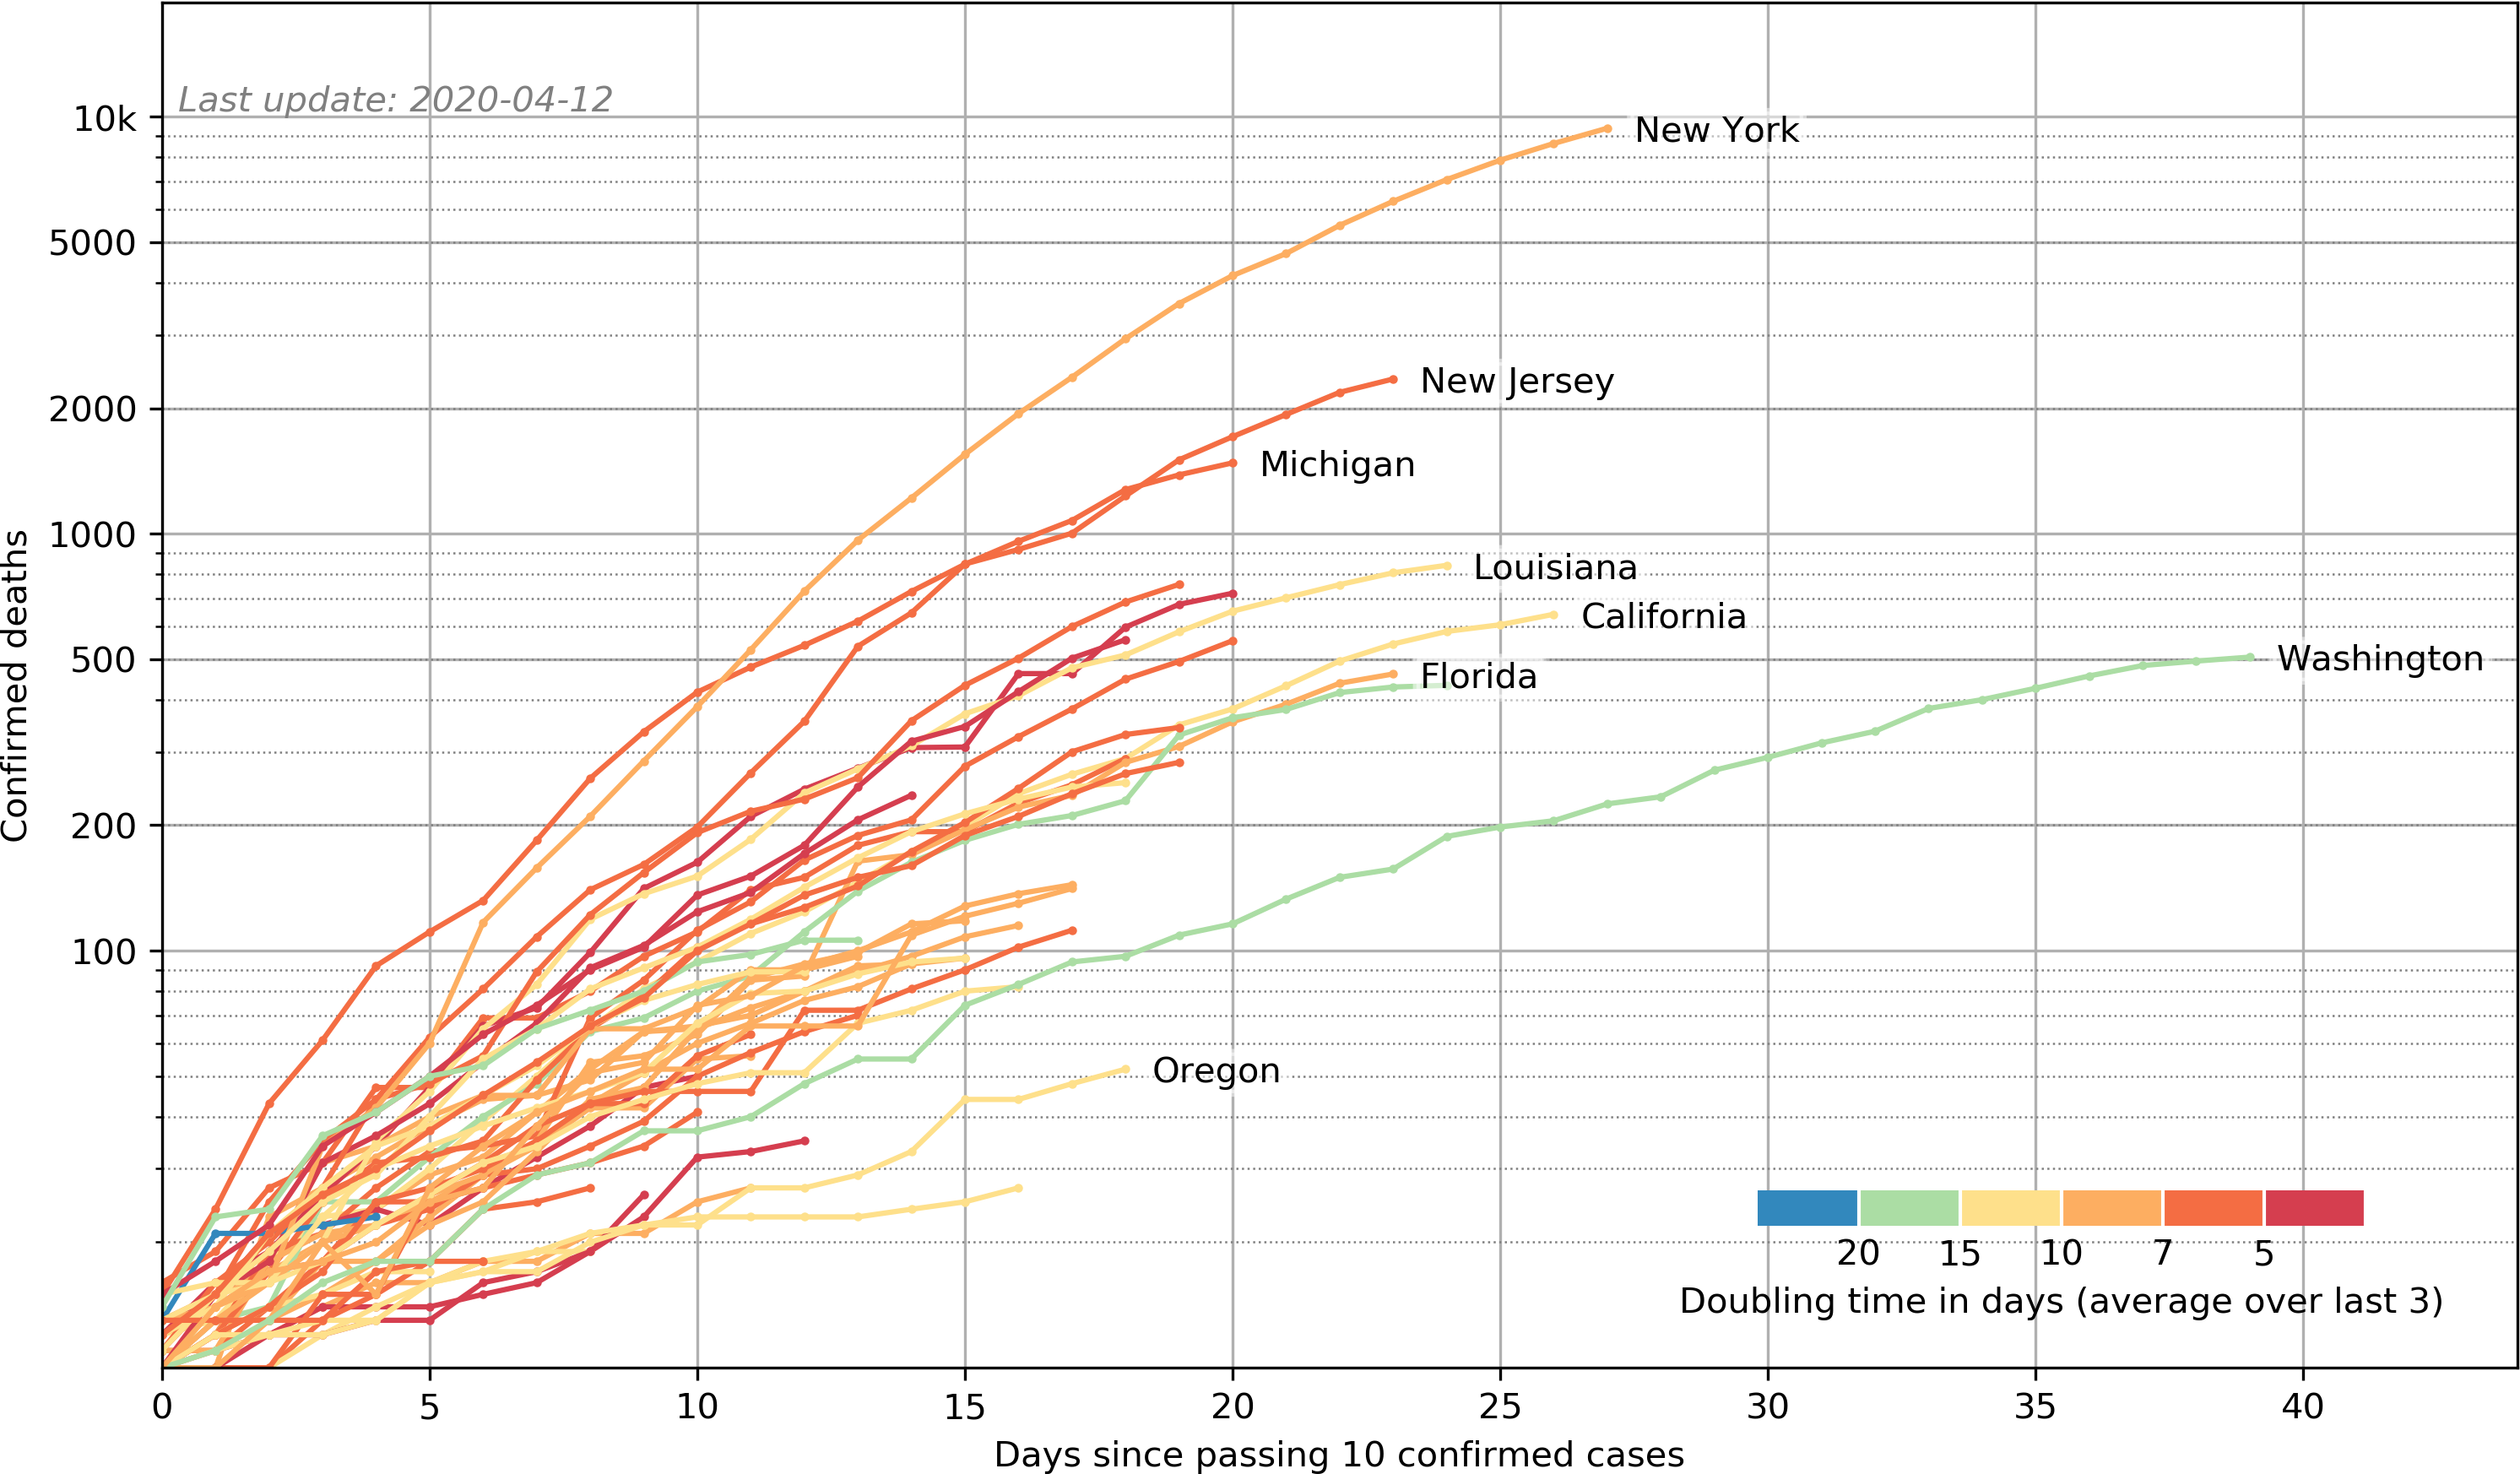 Last update: 2020-04-12
10k
5000
2000
1000
500
200
100
Confirmed deaths
New York
New Jersey
Michigan
Louisiana
California
Washington
Florida
Oregon
20 15 10 7 5
Doubling time in days (average over last 3)
0 5 10 15 20 25 30 35 40
Days since passing 10 confirmed cases